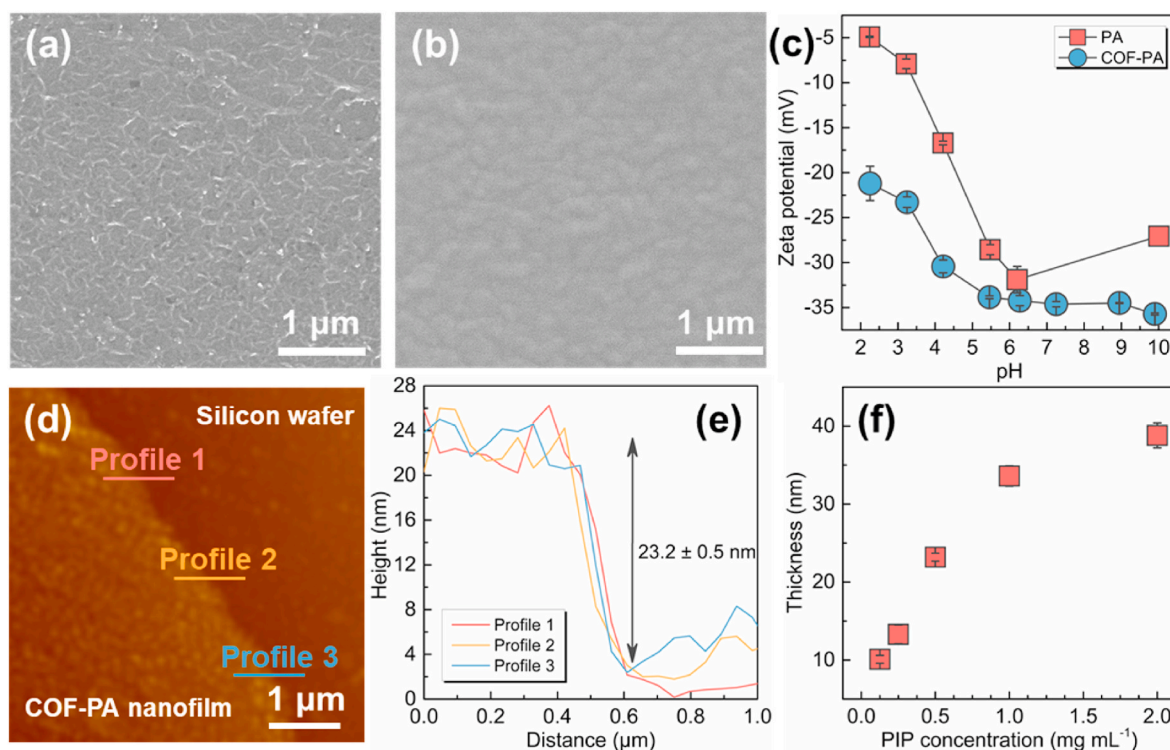 (a)
1 µm
(b)
1 µm
(c)
PA
COF-PA
Zeta potential (mV)
-5
-10
-15
-20
-25
-30
-35
2 3 4 5 6 7 8 9 10
pH
(d)
Silicon wafer
Profile 1
Profile 2
Profile 3
COF-PA nanofilm
1 µm
(e)
Height (nm)
28
24
20
16
12
8
4
0
23.2 ± 0.5 nm
Profile 1
Profile 2
Profile 3
0.0 0.2 0.4 0.6 0.8 1.0
Distance (µm)
(f)
Thickness (nm)
40
30
20
10
0.0 0.5 1.0 1.5 2.0
PIP concentration (mg mL⁻¹)